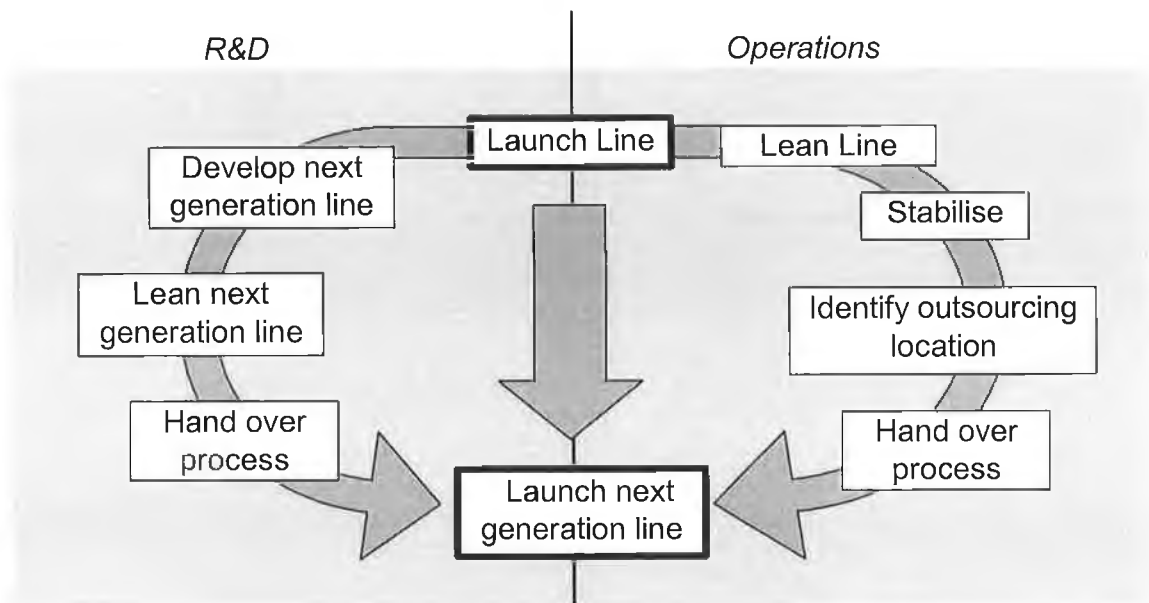 R&D
Operations
Launch Line
Lean Line
Develop next
generation line
Stabilise
Lean next
generation line
Identify outsourcing
location
Hand over
process
Hand over
process
Launch next
generation line